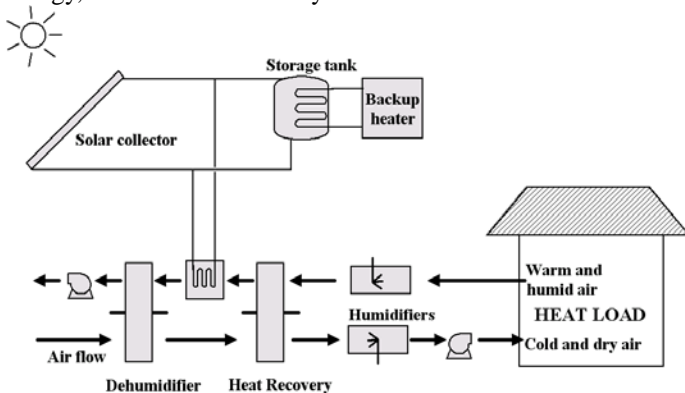 Storage tank
Backup
heater
Solar collector
Warm and
humid air
HEAT LOAD
Humidifiers
Cold and dry air
Air flow
Dehumidifier
Heat Recovery